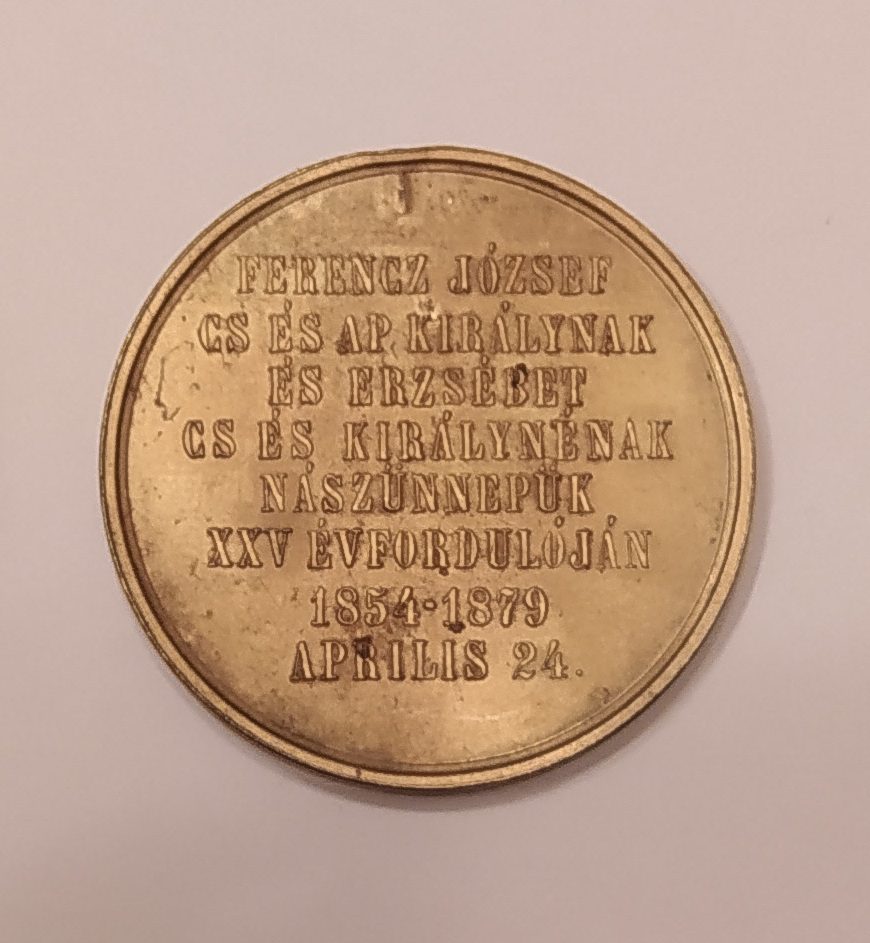 FERENCZ JÓZSEF
CS ÉS AP. KIRÁLYNAK
ÉS ERZSÉBET
CS ÉS KIRÁLYNÉNAK
NÁSZÜNNEPÜK
XXV ÉVFORDULÓJÁN
1854·1879
APRILIS 24.